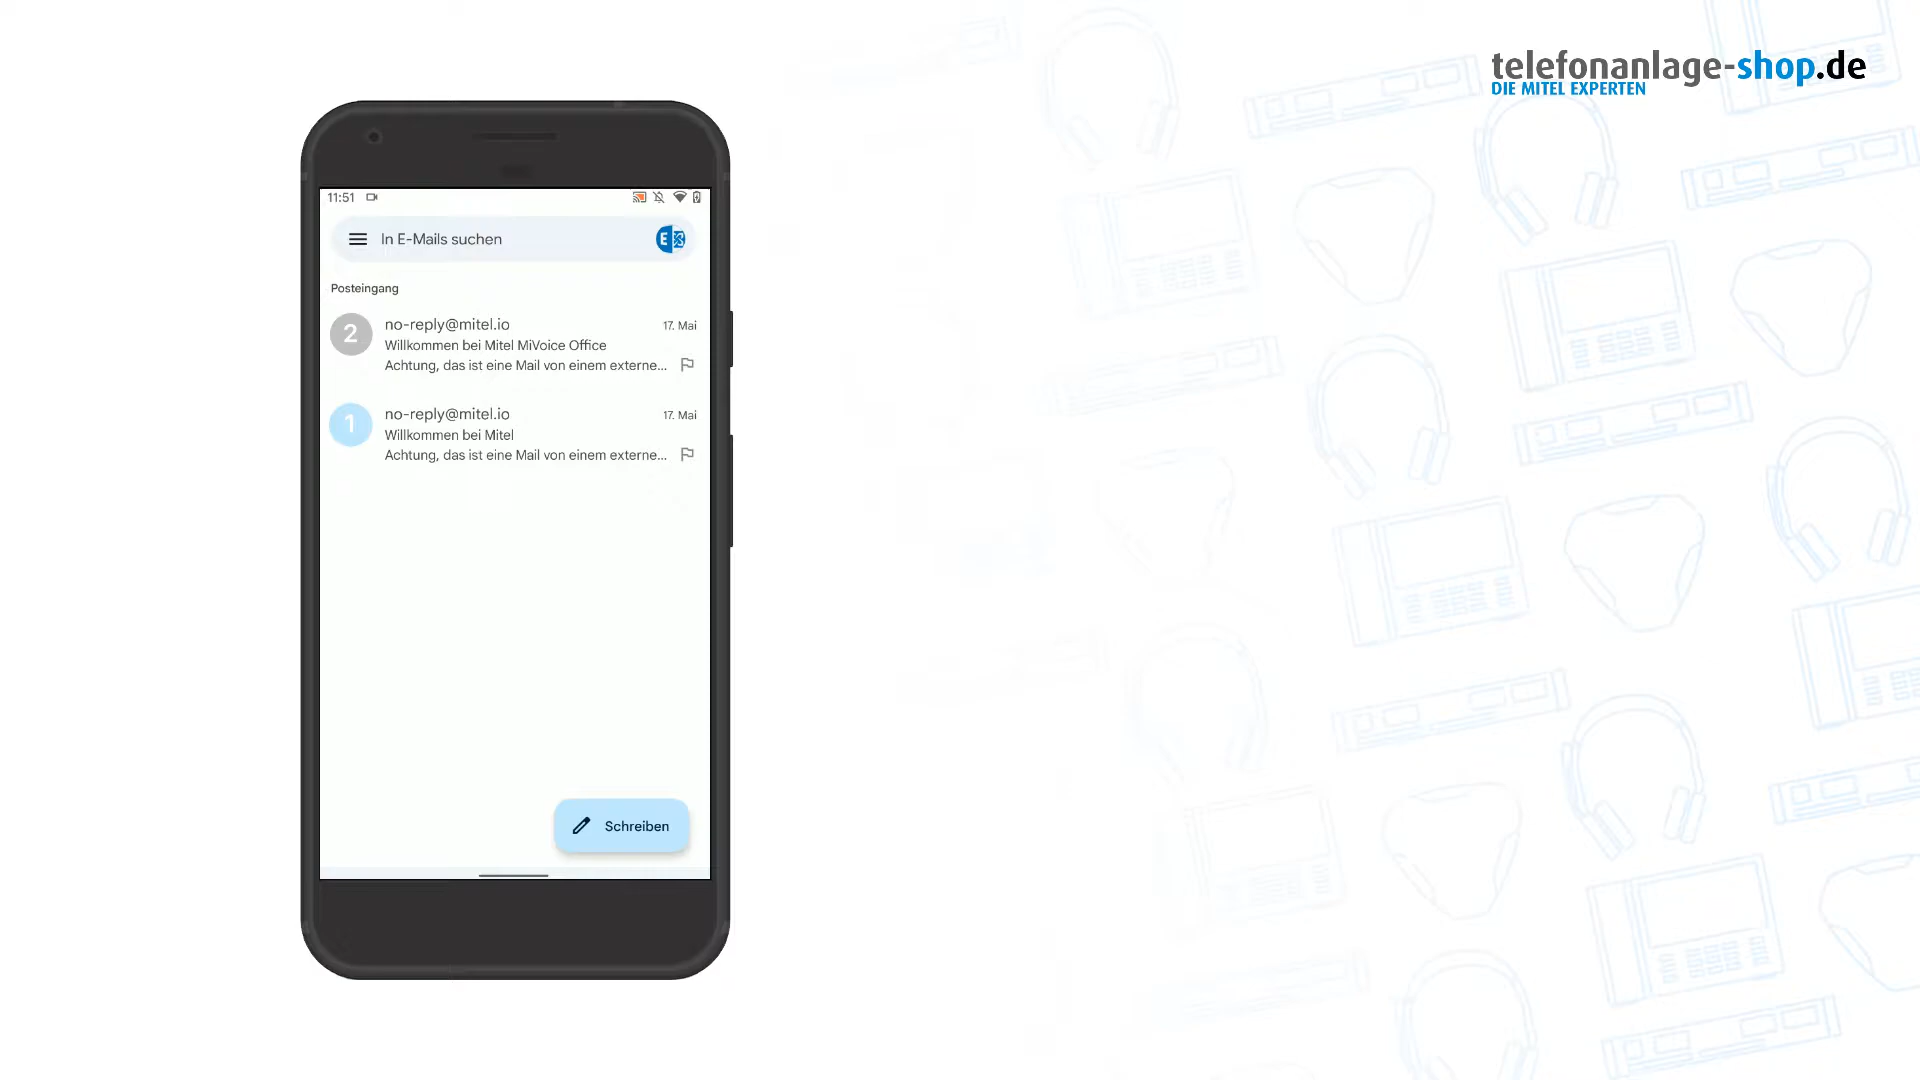 telefonanlage-shop.de
DIE MITEL EXPERTEN
11:51
In E-Mails suchen
E
Posteingang
2
no-reply@mitel.io
17. Mai
Willkommen bei Mitel MiVoice Office
Achtung, das ist eine Mail von einem externe...
1
no-reply@mitel.io
17. Mai
Willkommen bei Mitel
Achtung, das ist eine Mail von einem externe...
Schreiben